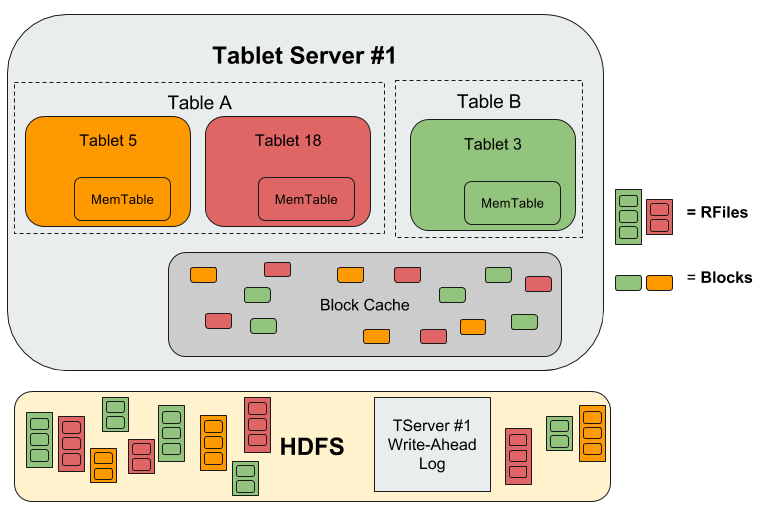 Tablet Server #1
Table A
Table B
Tablet 5
Tablet 18
Tablet 3
MemTable
MemTable
MemTable
= RFiles
= Blocks
Block Cache
HDFS
TServer #1
Write-Ahead
Log